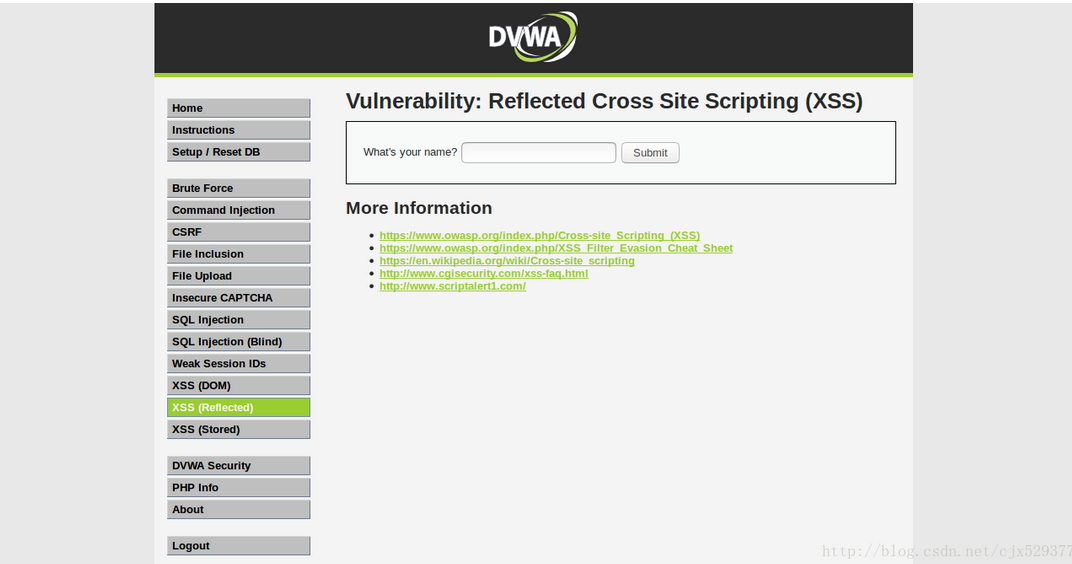 DVWA
Home
Instructions
Setup / Reset DB
Brute Force
Command Injection
CSRF
File Inclusion
File Upload
Insecure CAPTCHA
SQL Injection
SQL Injection (Blind)
Weak Session IDs
XSS (DOM)
XSS (Reflected)
XSS (Stored)
DVWA Security
PHP Info
About
Logout
Vulnerability: Reflected Cross Site Scripting (XSS)
What's your name? Submit
More Information
https://www.owasp.org/index.php/Cross-site_Scripting_(XSS)
https://www.owasp.org/index.php/XSS_Filter_Evasion_Cheat_Sheet
https://en.wikipedia.org/wiki/Cross-site_scripting
http://www.cgisecurity.com/xss-faq.html
http://www.scriptalert1.com/
http://blog.csdn.net/cjx529377